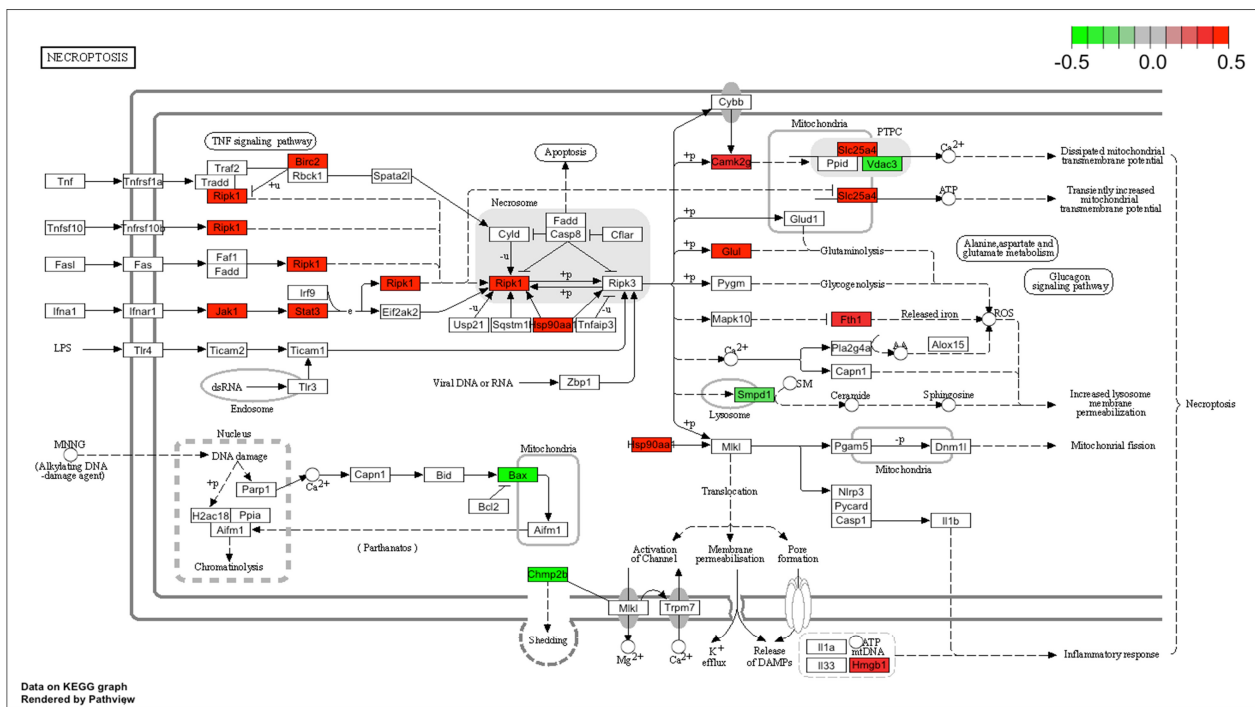 NECROPTOSIS
-0.5 0.0 0.5
Cybb
Mitochondria
PTPC
TNF signaling pathway
Birc2
Traf2
Rbck1
Tradd
+u
Ripk1
Spata2l
Apoptosis
+p
Camk2g
Slc25a4
Ppid
Vdac3
Ca2+
Dissipated mitochondrial
transmembrane potential
Tnf
Tnfrsf1a
Necrosome
Fadd
Casp8
Cyld
Cflar
-u
Slc25a4
ATP
Transiently increased
mitochondrial
transmembrane potential
Tnfsf10
Tnfrsf10b
Ripk1
+p
Glud1
Fasl
Fas
Faf1
Fadd
Ripk1
+p
Glul
Glutaminolysis
Alanine,aspartate and
glutamate metabolism
Irf9
Ripk1
Ripk1
+p
+p
Ripk3
+p
Pygm
Glycogenolysis
Glucagon
signaling pathway
Ifna1
Ifnar1
Jak1
Stat3
e
Eif2ak2
-u
-u
Usp21
Sqstm1
Hsp90aa1
Tnfaip3
Mapk10
Fth1
Released iron
ROS
LPS
Tlr4
Ticam2
Ticam1
Ca2+
Pla2g4a
AA
Alox15
Capn1
dsRNA
Tlr3
Endosome
Viral DNA or RNA
Zbp1
Smpd1
SM
Lysosome
Ceramide
Sphingosine
Increased lysosome
membrane
permeabilization
Necroptosis
+p
MNNG
(Alkylating DNA
-damage agent)
Nucleus
DNA damage
+p
Parp1
H2ac18
Ppia
Aifm1
Chromatinolysis
Ca2+
Capn1
Bid
Bax
Bcl2
Mitochondria
Aifm1
( Parthanatos )
Hsp90aa1
Mlkl
Pgam5
-p
Dnm1l
Mitochondria
Mitochonrial fission
Translocation
Nlrp3
Pycard
Casp1
Il1b
Activation
of Channel
Membrane
permeabilisation
Pore
formation
Chmp2b
Mlkl
Trpm7
Shedding
Mg2+
Ca2+
K+
efflux
Release
of DAMPs
Il1a
ATP
mtDNA
Il33
Hmgb1
Inflammatory response
Data on KEGG graph
Rendered by Pathview